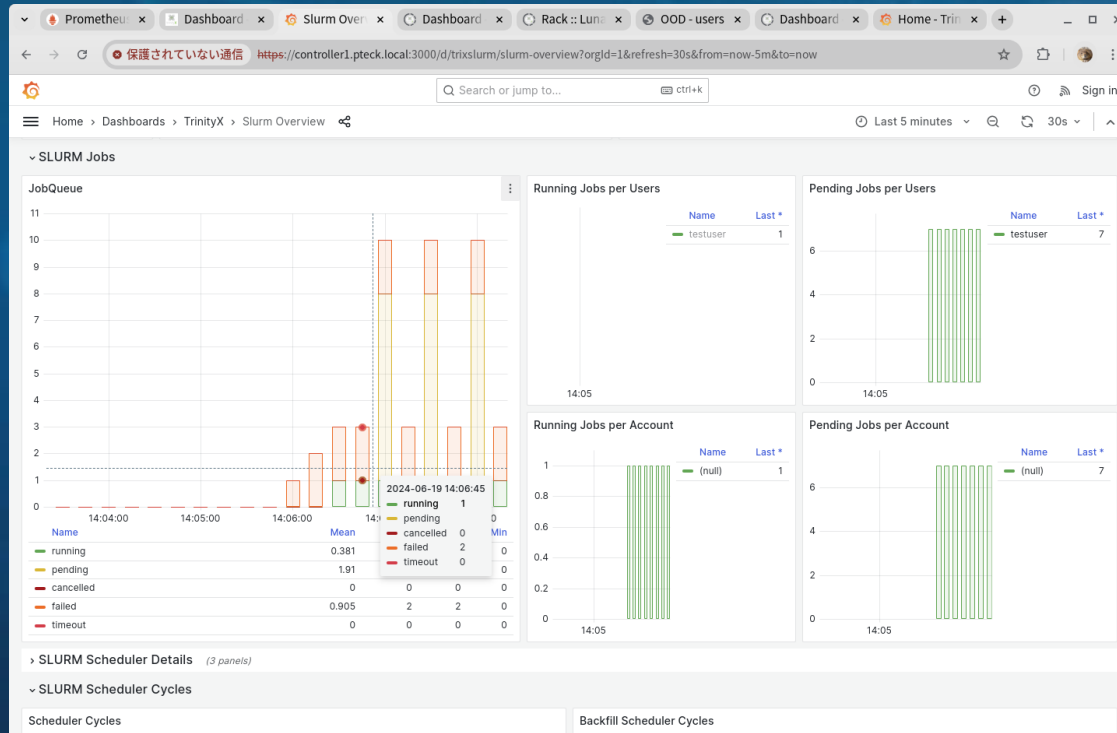 Prometheus
Dashboard
Slurm Over
Dashboard
Rack :: Luna
OOD - users
Dashboard
Home - Trin
保護されていない通信 https://controller1.pteck.local:3000/d/trixslurm/slurm-overview?orgId=1&refresh=30s&from=now-5m&to=now
Search or jump to... ctrl+k
Sign in
Home › Dashboards › TrinityX › Slurm Overview
Last 5 minutes
30s
SLURM Jobs
JobQueue
11
10
9
8
7
6
5
4
3
2
1
0
14:04:00 14:05:00 14:06:00
Name Mean Min
running 0.381 0
pending 1.91 0
cancelled 0 0 0 0
failed 0.905 2 2 0
timeout 0 0 0 0
2024-06-19 14:06:45
running 1
pending
cancelled 0
failed 2
timeout 0
Running Jobs per Users
Name Last *
testuser 1
14:05
Pending Jobs per Users
Name Last *
testuser 7
6
4
2
0
14:05
Running Jobs per Account
Name Last *
(null) 1
1
0.8
0.6
0.4
0.2
0
14:05
Pending Jobs per Account
Name Last *
(null) 7
6
4
2
0
14:05
SLURM Scheduler Details (3 panels)
SLURM Scheduler Cycles
Scheduler Cycles
Backfill Scheduler Cycles